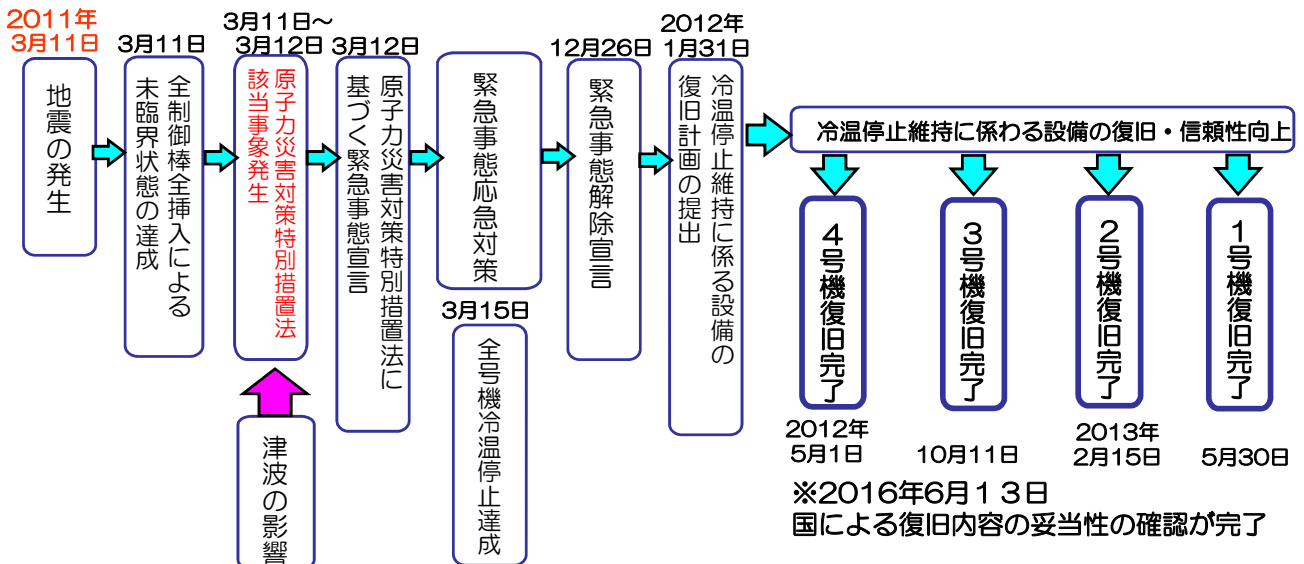 2011年
3月11日
地震の発生
3月11日
全制御棒全挿入による
未臨界状態の達成
3月11日～
3月12日
原子力災害対策特別措置法
該当事象発生
津波の影響
3月12日
原子力災害対策特別措置法に
基づく緊急事態宣言
緊急事態応急対策
3月15日
全号機冷温停止達成
12月26日
緊急事態解除宣言
2012年
1月31日
冷温停止維持に係る設備の
復旧計画の提出
冷温停止維持に係わる設備の復旧・信頼性向上
4号機復旧完了
2012年
5月1日
3号機復旧完了
10月11日
2号機復旧完了
2013年
2月15日
1号機復旧完了
5月30日
※2016年6月１３日
国による復旧内容の妥当性の確認が完了